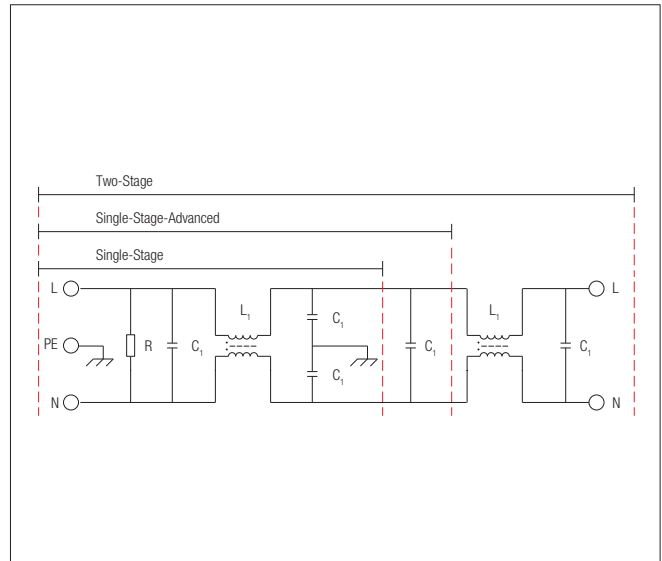 Two-Stage
Single-Stage-Advanced
Single-Stage
L
L₁
L₁
L
C₁
PE
R
C₁
C₁
C₁
C₁
N
N